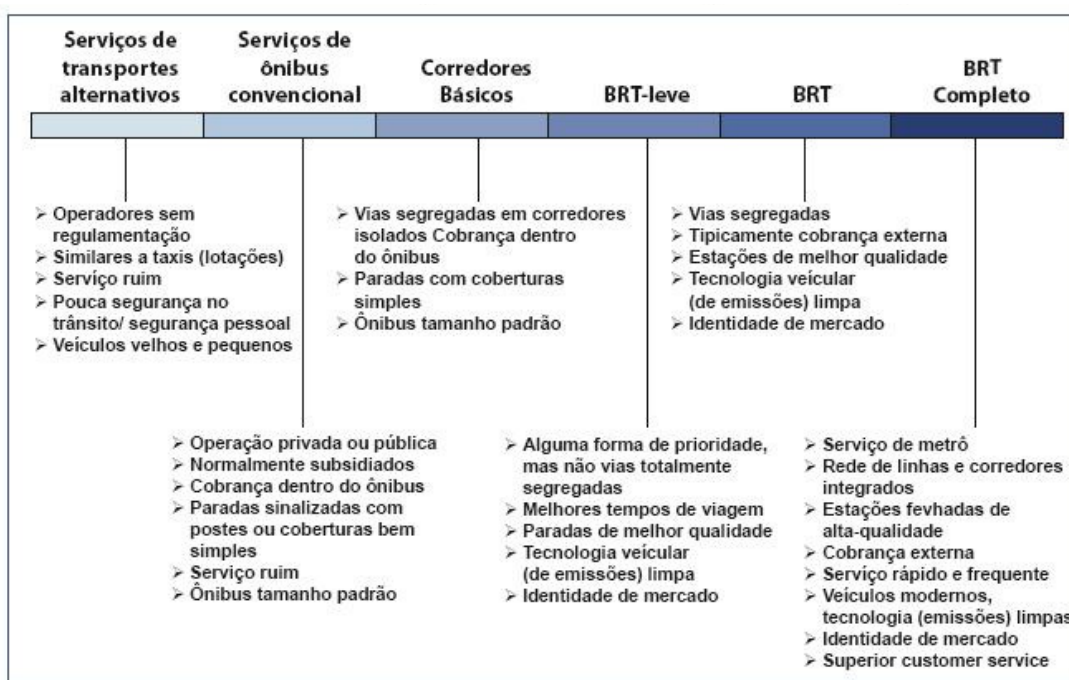 Serviços de
transportes
alternativos
Serviços de
ônibus
convencional
Corredores
Básicos
BRT-leve
BRT
BRT
Completo
➢ Operadores sem
regulamentação
➢ Similares a taxis (lotações)
➢ Serviço ruim
➢ Pouca segurança no
trânsito/ segurança pessoal
➢ Veículos velhos e pequenos
➢ Vias segregadas em corredores
isolados Cobrança dentro
do ônibus
➢ Paradas com coberturas
simples
➢ Ônibus tamanho padrão
➢ Vias segregadas
➢ Tipicamente cobrança externa
➢ Estações de melhor qualidade
➢ Tecnologia veícular
(de emissões) limpa
➢ Identidade de mercado
➢ Operação privada ou pública
➢ Normalmente subsidiados
➢ Cobrança dentro do ônibus
➢ Paradas sinalizadas com
postes ou coberturas bem
simples
➢ Serviço ruim
➢ Ônibus tamanho padrão
➢ Alguma forma de prioridade,
mas não vias totalmente
segregadas
➢ Melhores tempos de viagem
➢ Paradas de melhor qualidade
➢ Tecnologia veícular
(de emissões) limpa
➢ Identidade de mercado
➢ Serviço de metrô
➢ Rede de linhas e corredores
integrados
➢ Estações fevhadas de
alta-qualidade
➢ Cobrança externa
➢ Serviço rápido e frequente
➢ Veículos modernos,
tecnologia (emissões) limpas
➢ Identidade de mercado
➢ Superior customer service